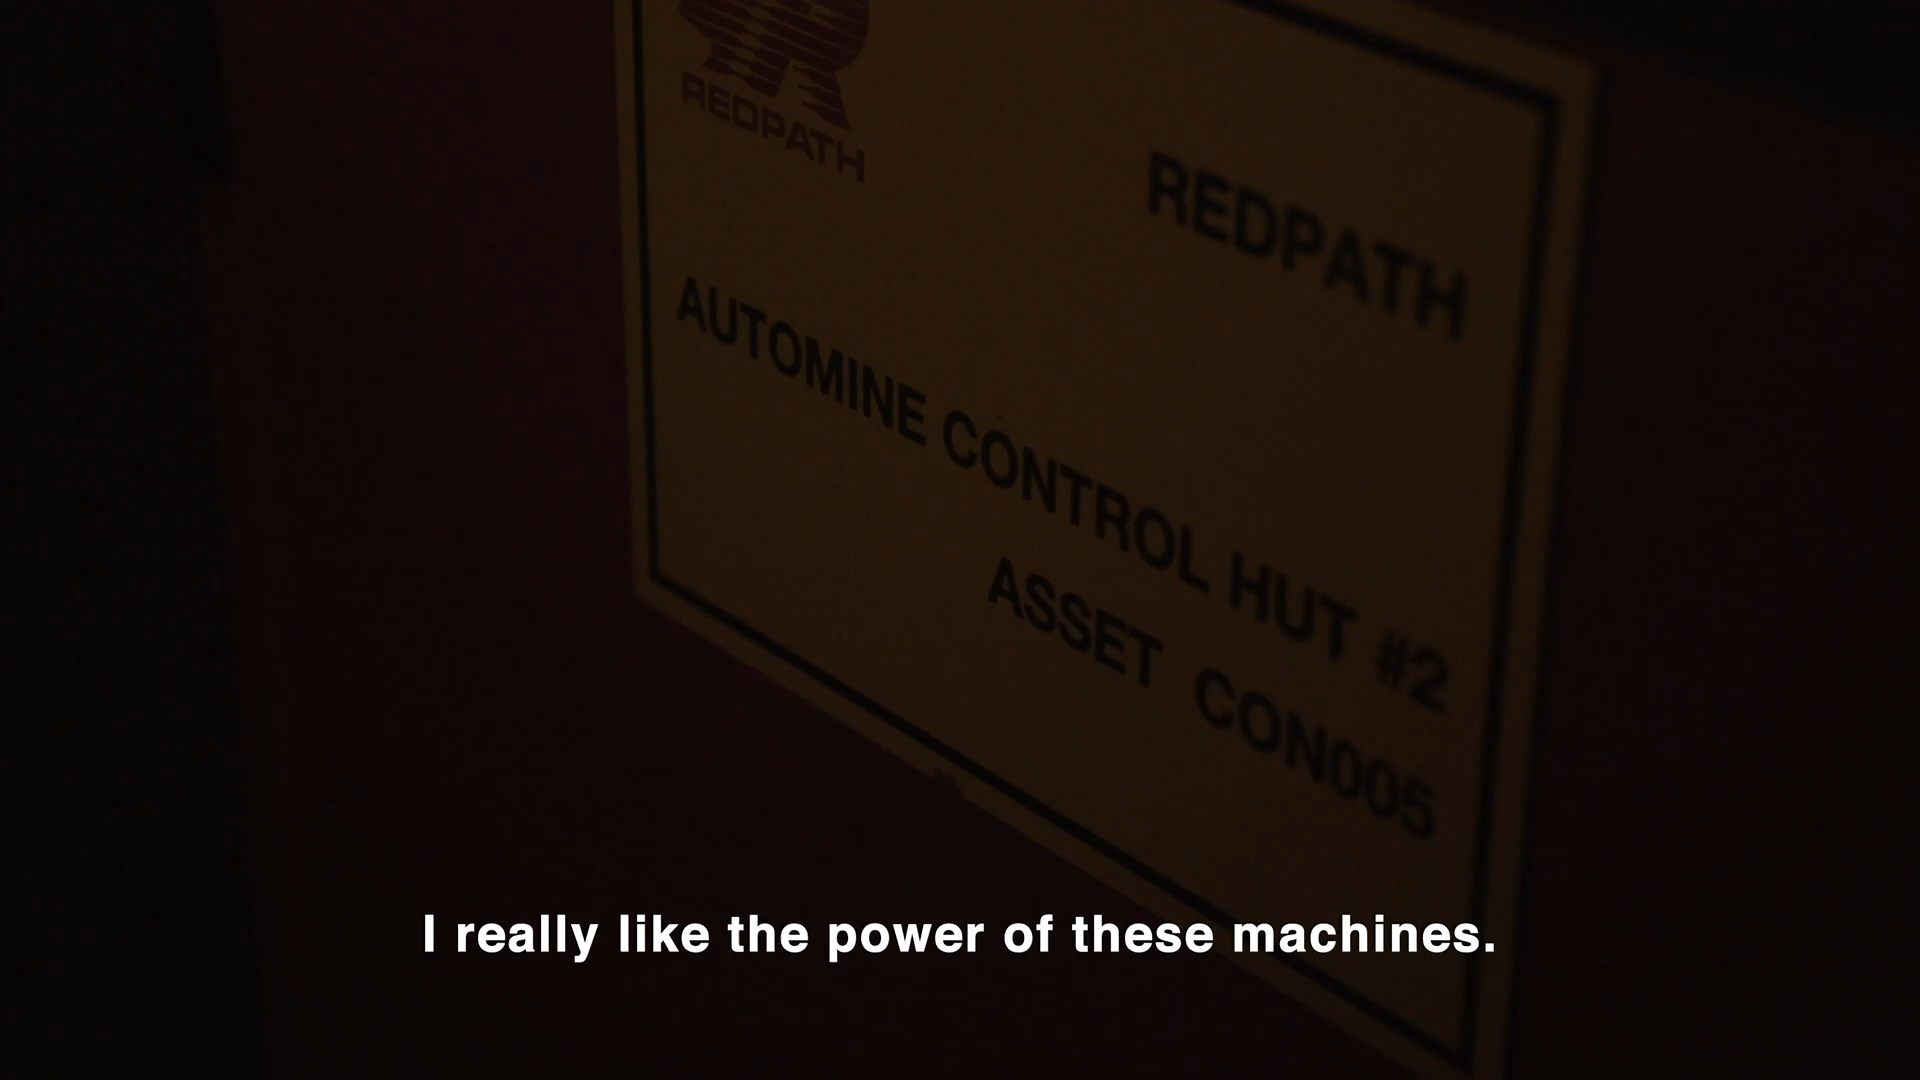 REDPATH
REDPATH
AUTOMINE CONTROL HUT #2
ASSET CON005
I really like the power of these machines.